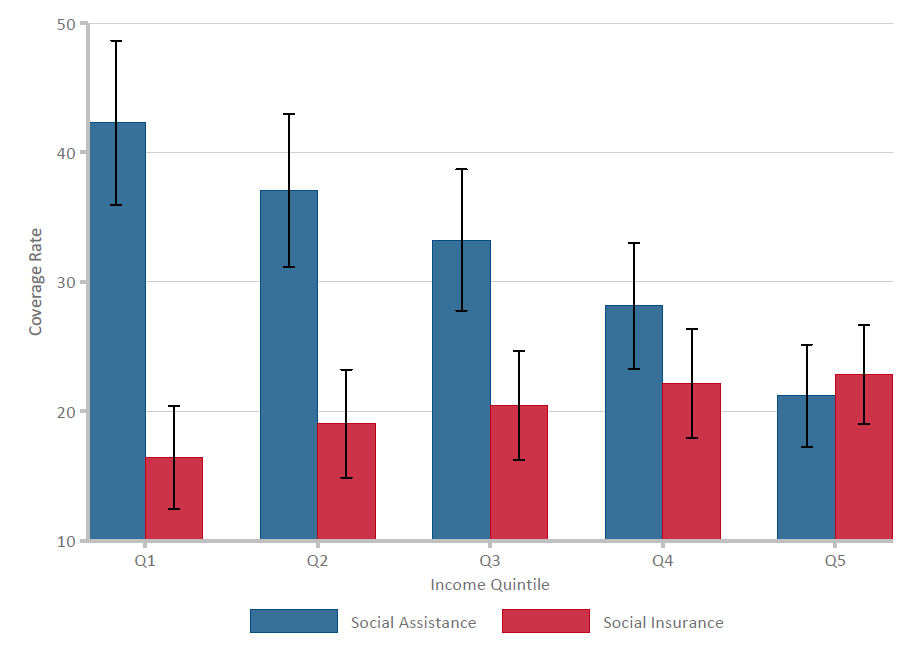 50
40
30
20
10
Coverage Rate
Q1 Q2 Q3 Q4 Q5
Income Quintile
Social Assistance Social Insurance